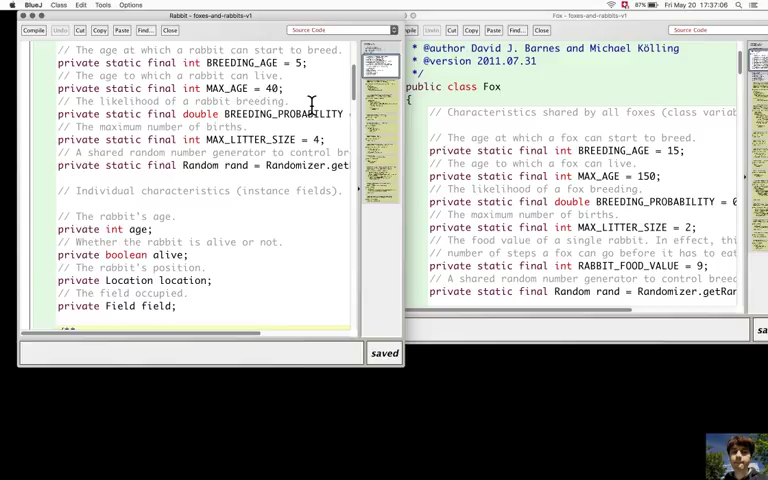 BlueJ Class Edit Tools Options 87% Fri May 20 17:37:06
Rabbit - foxes-and-rabbits-v1
Compile Undo Cut Copy Paste Find... Close Source Code
// The age at which a rabbit can start to breed.
private static final int BREEDING_AGE = 5;
// The age to which a rabbit can live.
private static final int MAX_AGE = 40;
// The likelihood of a rabbit breeding.
private static final double BREEDING_PROBABILITY
// The maximum number of births.
private static final int MAX_LITTER_SIZE = 4;
// A shared random number generator to control br
private static final Random rand = Randomizer.get
// Individual characteristics (instance fields).
// The rabbit's age.
private int age;
// Whether the rabbit is alive or not.
private boolean alive;
// The rabbit's position.
private Location location;
// The field occupied.
private Field field;
saved
Fox - foxes-and-rabbits-v1
Undo Cut Copy Paste Find... Close Source Code
* @author David J. Barnes and Michael Kölling
* @version 2011.07.31
*/
public class Fox
{
// Characteristics shared by all foxes (class variab
// The age at which a fox can start to breed.
private static final int BREEDING_AGE = 15;
// The age to which a fox can live.
private static final int MAX_AGE = 150;
// The likelihood of a fox breeding.
private static final double BREEDING_PROBABILITY = 0
// The maximum number of births.
private static final int MAX_LITTER_SIZE = 2;
// The food value of a single rabbit. In effect, thi
// number of steps a fox can go before it has to eat
private static final int RABBIT_FOOD_VALUE = 9;
// A shared random number generator to control breed
private static final Random rand = Randomizer.getRan
sa